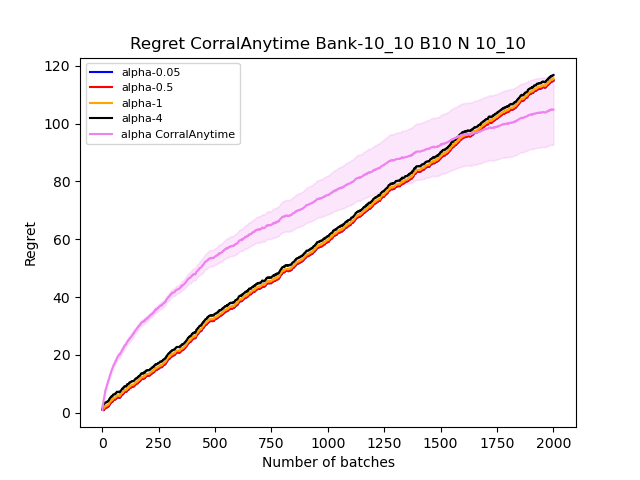 Regret CorralAnytime Bank-10_10 B10 N 10_10
alpha-0.05
alpha-0.5
alpha-1
alpha-4
alpha CorralAnytime
Regret
120
100
80
60
40
20
0
0 250 500 750 1000 1250 1500 1750 2000
Number of batches